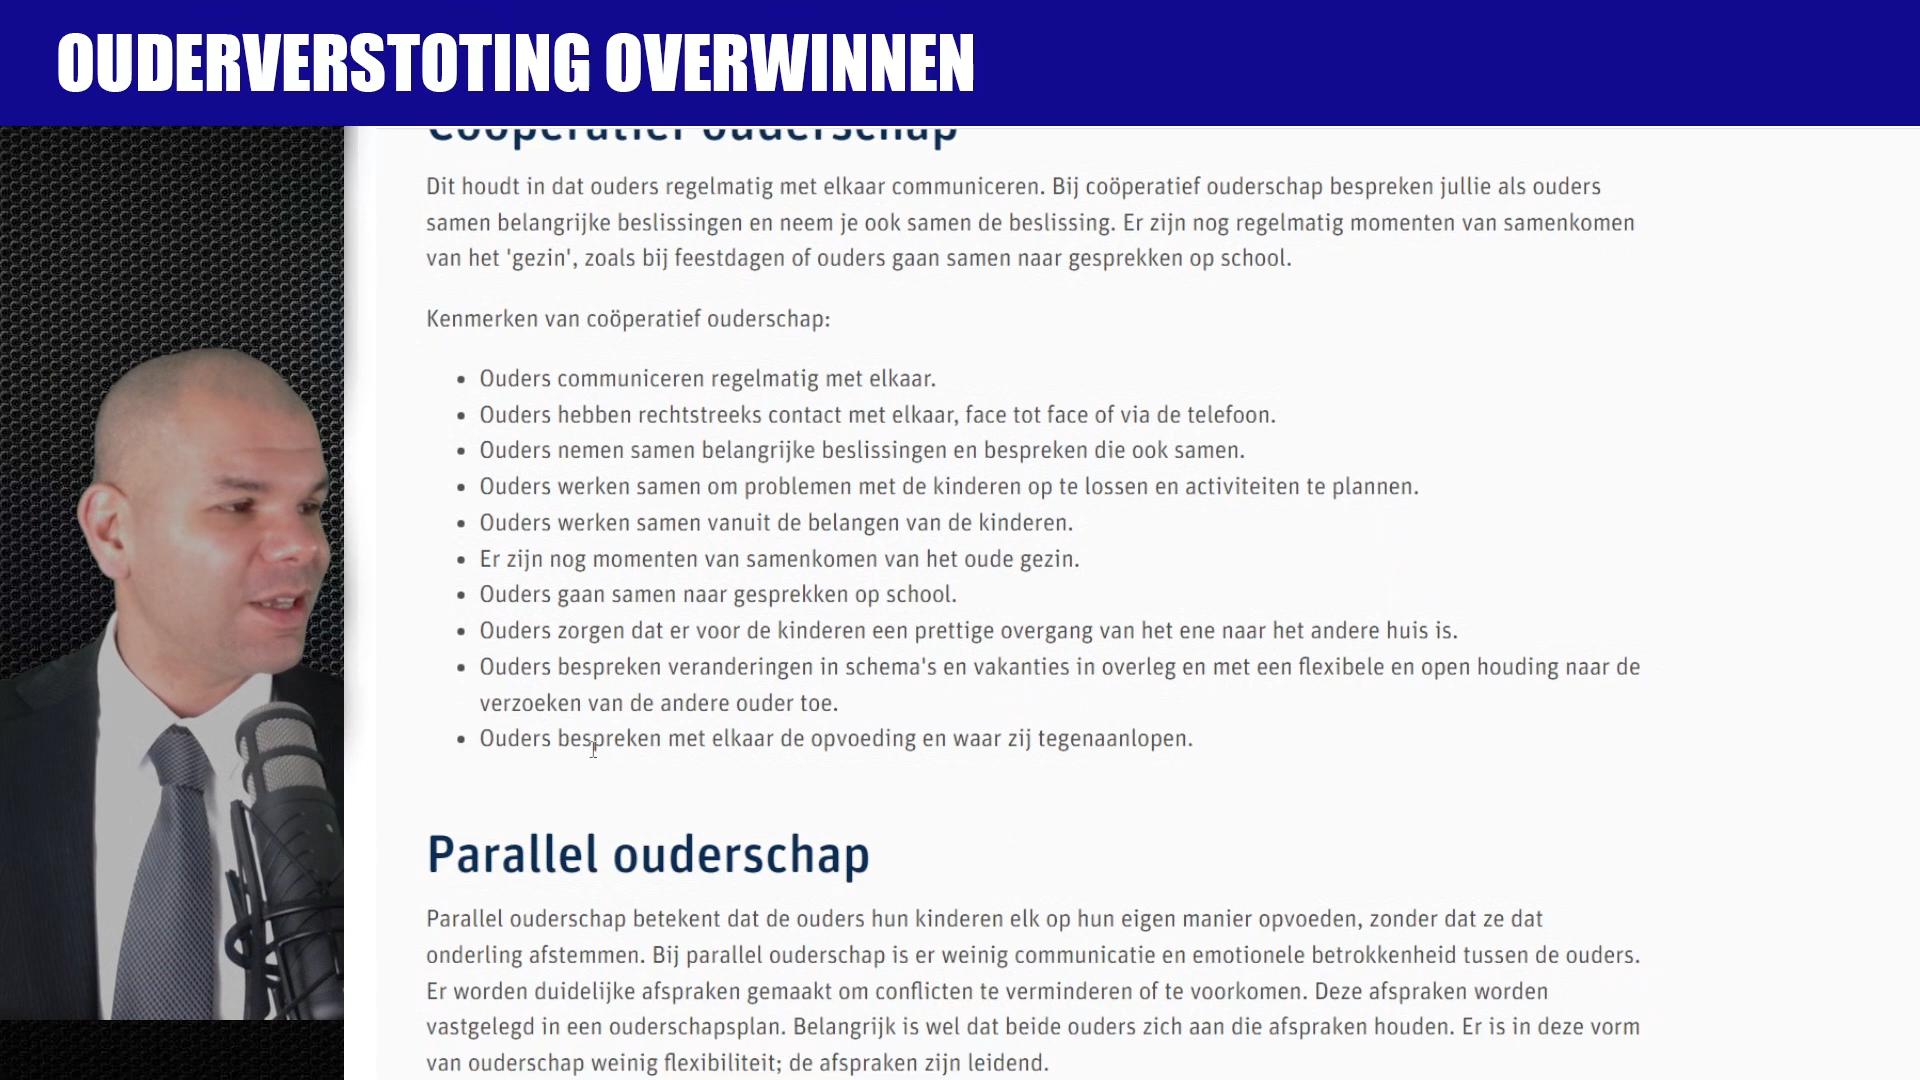 OUDERVERSTOTING OVERWINNEN
Coöperatief ouderschap
Dit houdt in dat ouders regelmatig met elkaar communiceren. Bij coöperatief ouderschap bespreken jullie als ouders
samen belangrijke beslissingen en neem je ook samen de beslissing. Er zijn nog regelmatig momenten van samenkomen
van het 'gezin', zoals bij feestdagen of ouders gaan samen naar gesprekken op school.
Kenmerken van coöperatief ouderschap:
• Ouders communiceren regelmatig met elkaar.
• Ouders hebben rechtstreeks contact met elkaar, face tot face of via de telefoon.
• Ouders nemen samen belangrijke beslissingen en bespreken die ook samen.
• Ouders werken samen om problemen met de kinderen op te lossen en activiteiten te plannen.
• Ouders werken samen vanuit de belangen van de kinderen.
• Er zijn nog momenten van samenkomen van het oude gezin.
• Ouders gaan samen naar gesprekken op school.
• Ouders zorgen dat er voor de kinderen een prettige overgang van het ene naar het andere huis is.
• Ouders bespreken veranderingen in schema's en vakanties in overleg en met een flexibele en open houding naar de
verzoeken van de andere ouder toe.
• Ouders bespreken met elkaar de opvoeding en waar zij tegenaanlopen.
Parallel ouderschap
Parallel ouderschap betekent dat de ouders hun kinderen elk op hun eigen manier opvoeden, zonder dat ze dat
onderling afstemmen. Bij parallel ouderschap is er weinig communicatie en emotionele betrokkenheid tussen de ouders.
Er worden duidelijke afspraken gemaakt om conflicten te verminderen of te voorkomen. Deze afspraken worden
vastgelegd in een ouderschapsplan. Belangrijk is wel dat beide ouders zich aan die afspraken houden. Er is in deze vorm
van ouderschap weinig flexibiliteit; de afspraken zijn leidend.